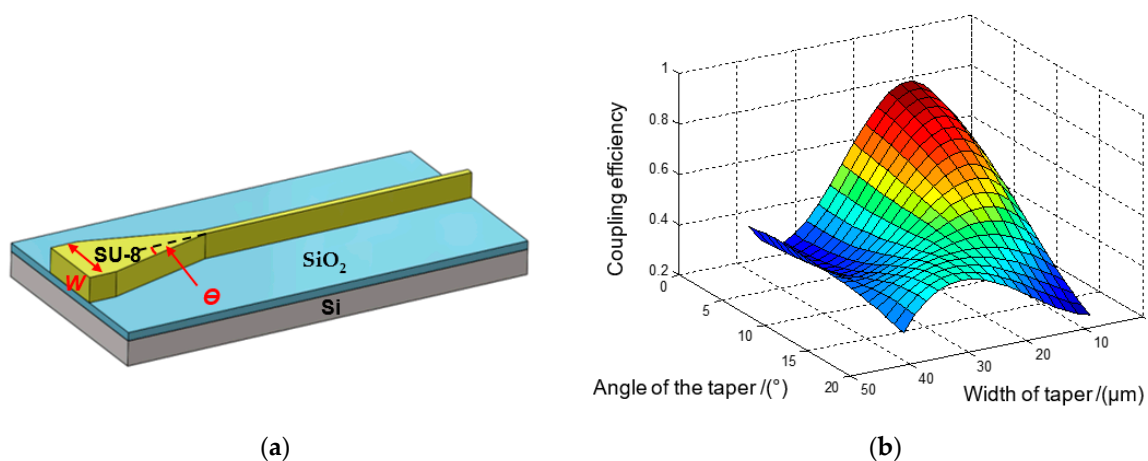 SU-8
W
Θ
SiO2
Si
(a)
1
0.8
0.6
0.4
0.2
Coupling efficiency
0
5
10
15
20
Angle of the taper /(°)
50
40
30
20
10
Width of taper /(μm)
(b)